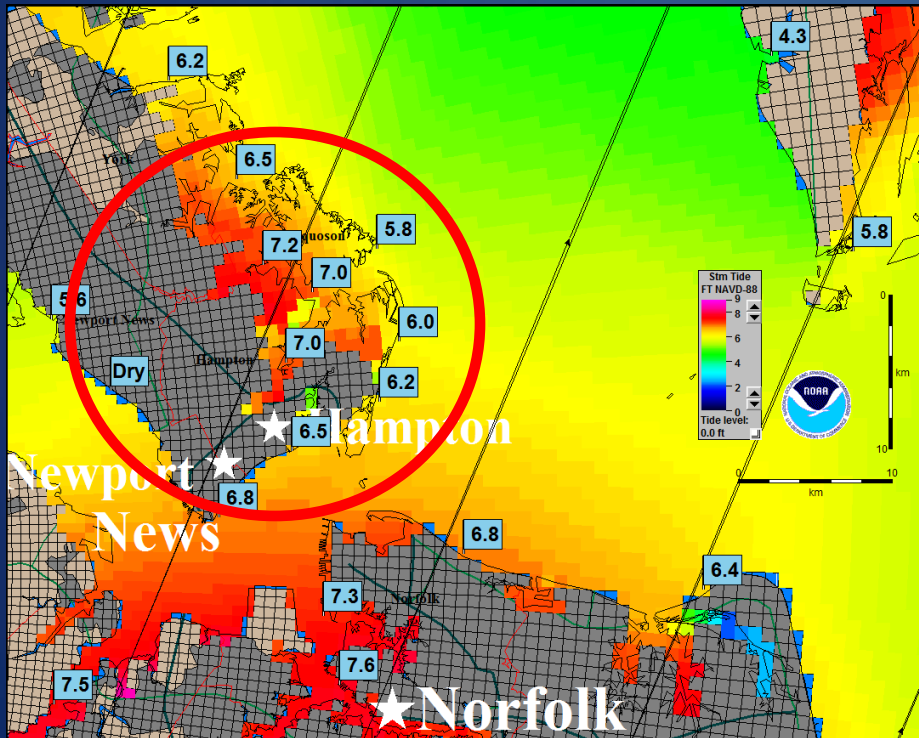 4.3
6.2
York
6.5
5.8
5.8
7.2
quoson
7.0
Stm Tide
FT NAVD-88
9
8
6
4
2
0
Tide level:
0.0 ft
0
km
10
0
10
km
NOAA
5.6
ewport News
6.0
7.0
Hampton
Dry
6.2
Hampton
6.5
Newport
News
6.8
6.8
6.4
7.3
Norfolk
7.6
7.5
Norfolk